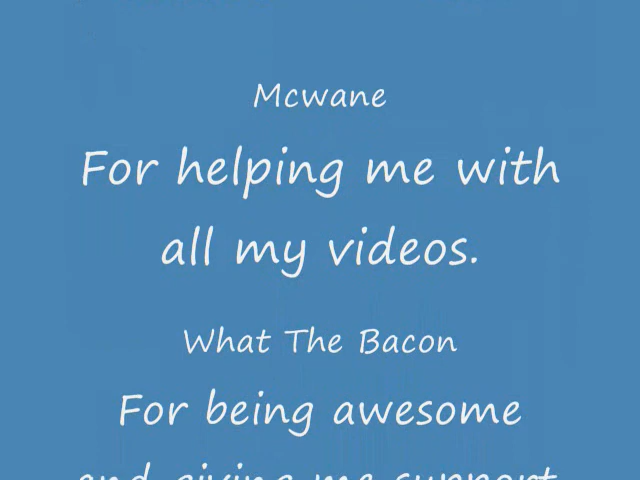 Mcwane
For helping me with
all my videos.
What The Bacon
For being awesome
and giving me support